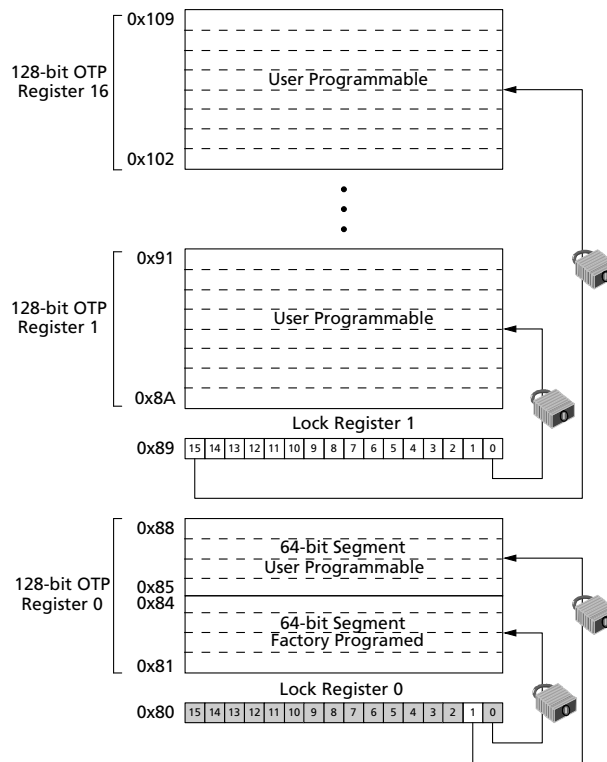 0x109
128-bit OTP
Register 16
User Programmable
0x102
0x91
128-bit OTP
Register 1
User Programmable
0x8A
Lock Register 1
0x89
15 14 13 12 11 10 9 8 7 6 5 4 3 2 1 0
0x88
64-bit Segment
User Programmable
128-bit OTP
Register 0
0x85
0x84
64-bit Segment
Factory Programed
0x81
Lock Register 0
0x80
15 14 13 12 11 10 9 8 7 6 5 4 3 2 1 0